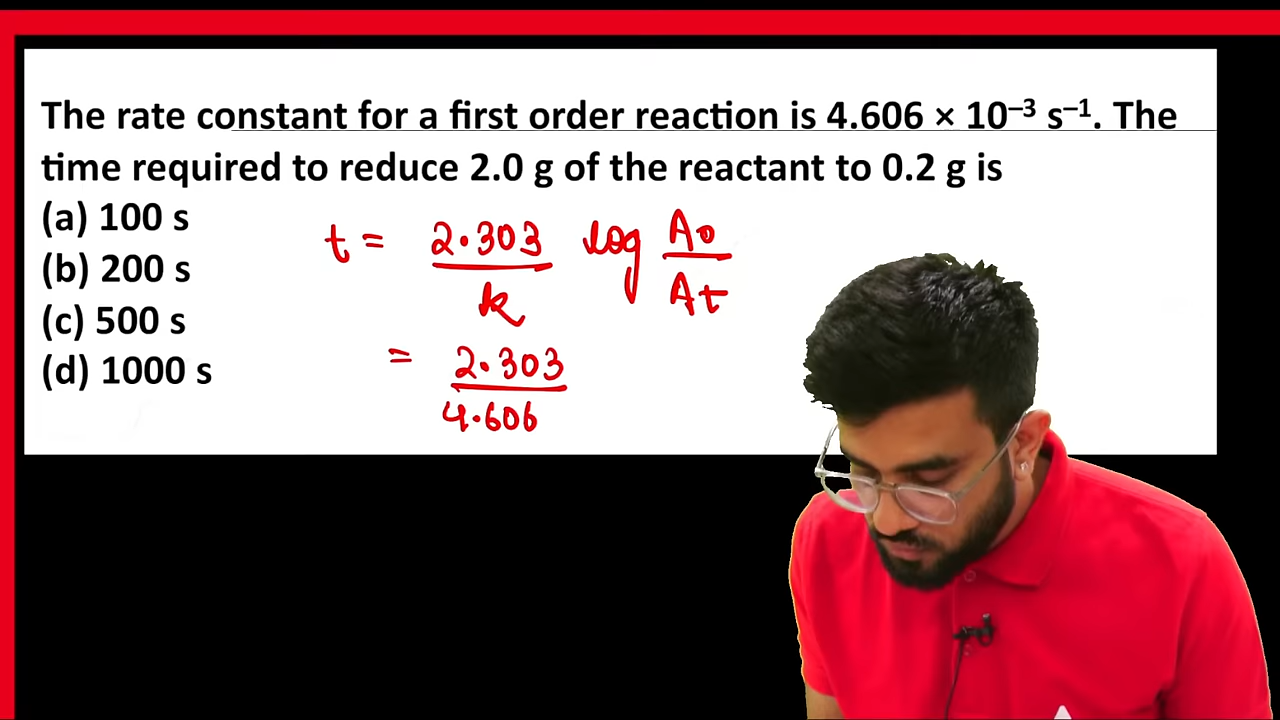 The rate constant for a first order reaction is 4.606 × 10⁻³ s⁻¹. The
time required to reduce 2.0 g of the reactant to 0.2 g is
(a) 100 s
(b) 200 s
(c) 500 s
(d) 1000 s
t = 2.303 / k log A0 / At
= 2.303 / 4.606